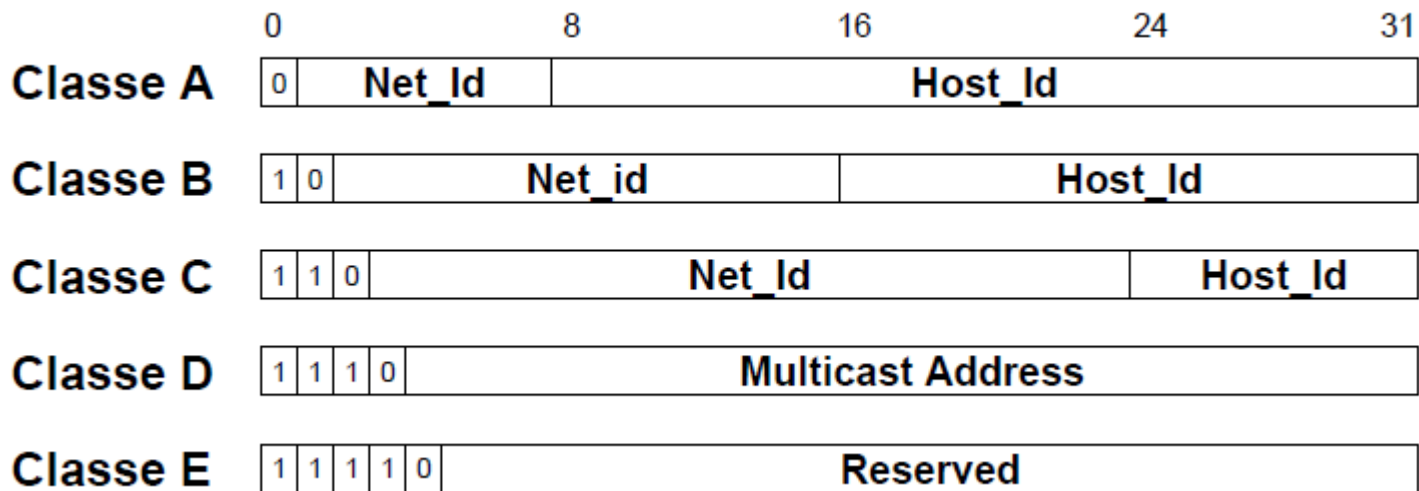 0 8 16 24 31
Classe A 0 Net_Id Host_Id
Classe B 1 0 Net_id Host_Id
Classe C 1 1 0 Net_Id Host_Id
Classe D 1 1 1 0 Multicast Address
Classe E 1 1 1 1 0 Reserved